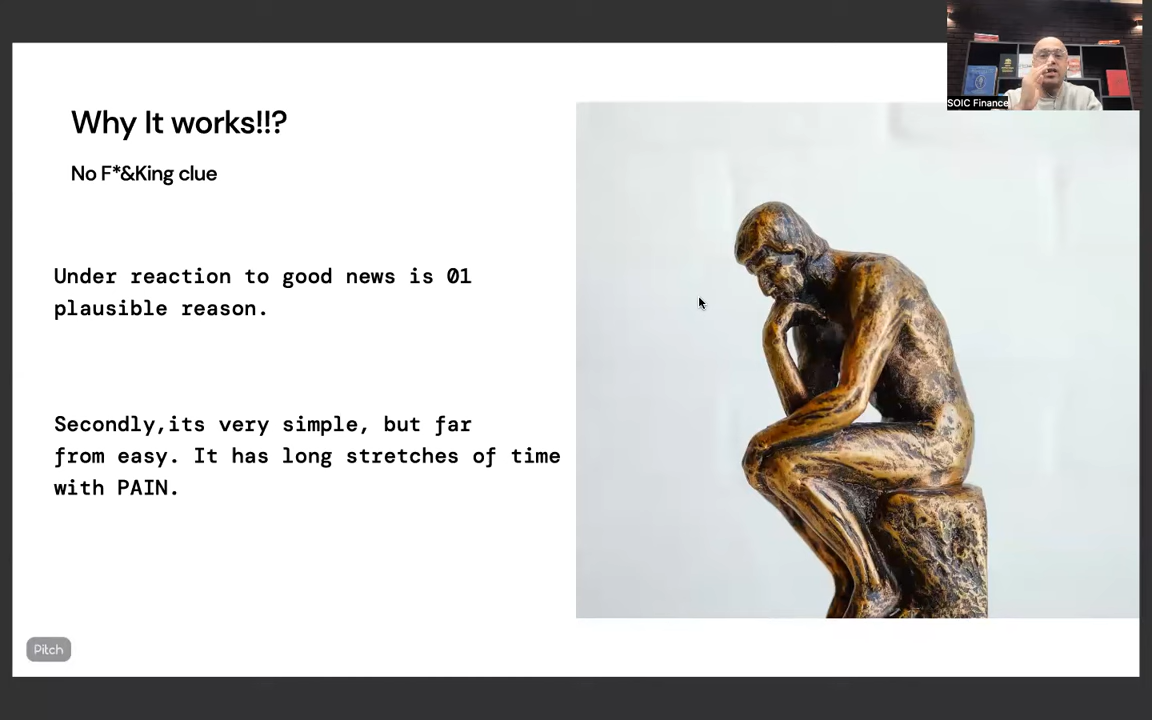 SOIC Finance
Why It works!!?
No F*&King clue
Under reaction to good news is 01
plausible reason.
Secondly,its very simple, but far
from easy. It has long stretches of time
with PAIN.
Pitch